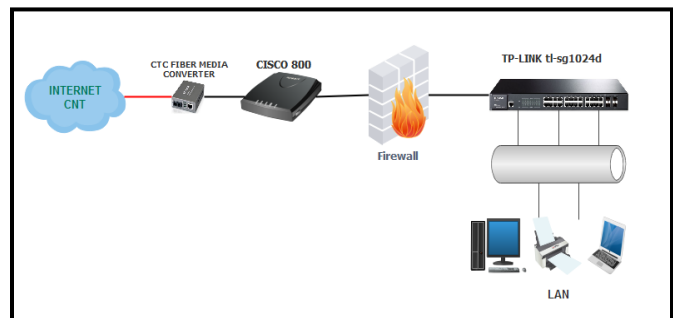 INTERNET
CNT
CTC FIBER MEDIA
CONVERTER
CISCO 800
Firewall
TP-LINK tl-sg1024d
LAN